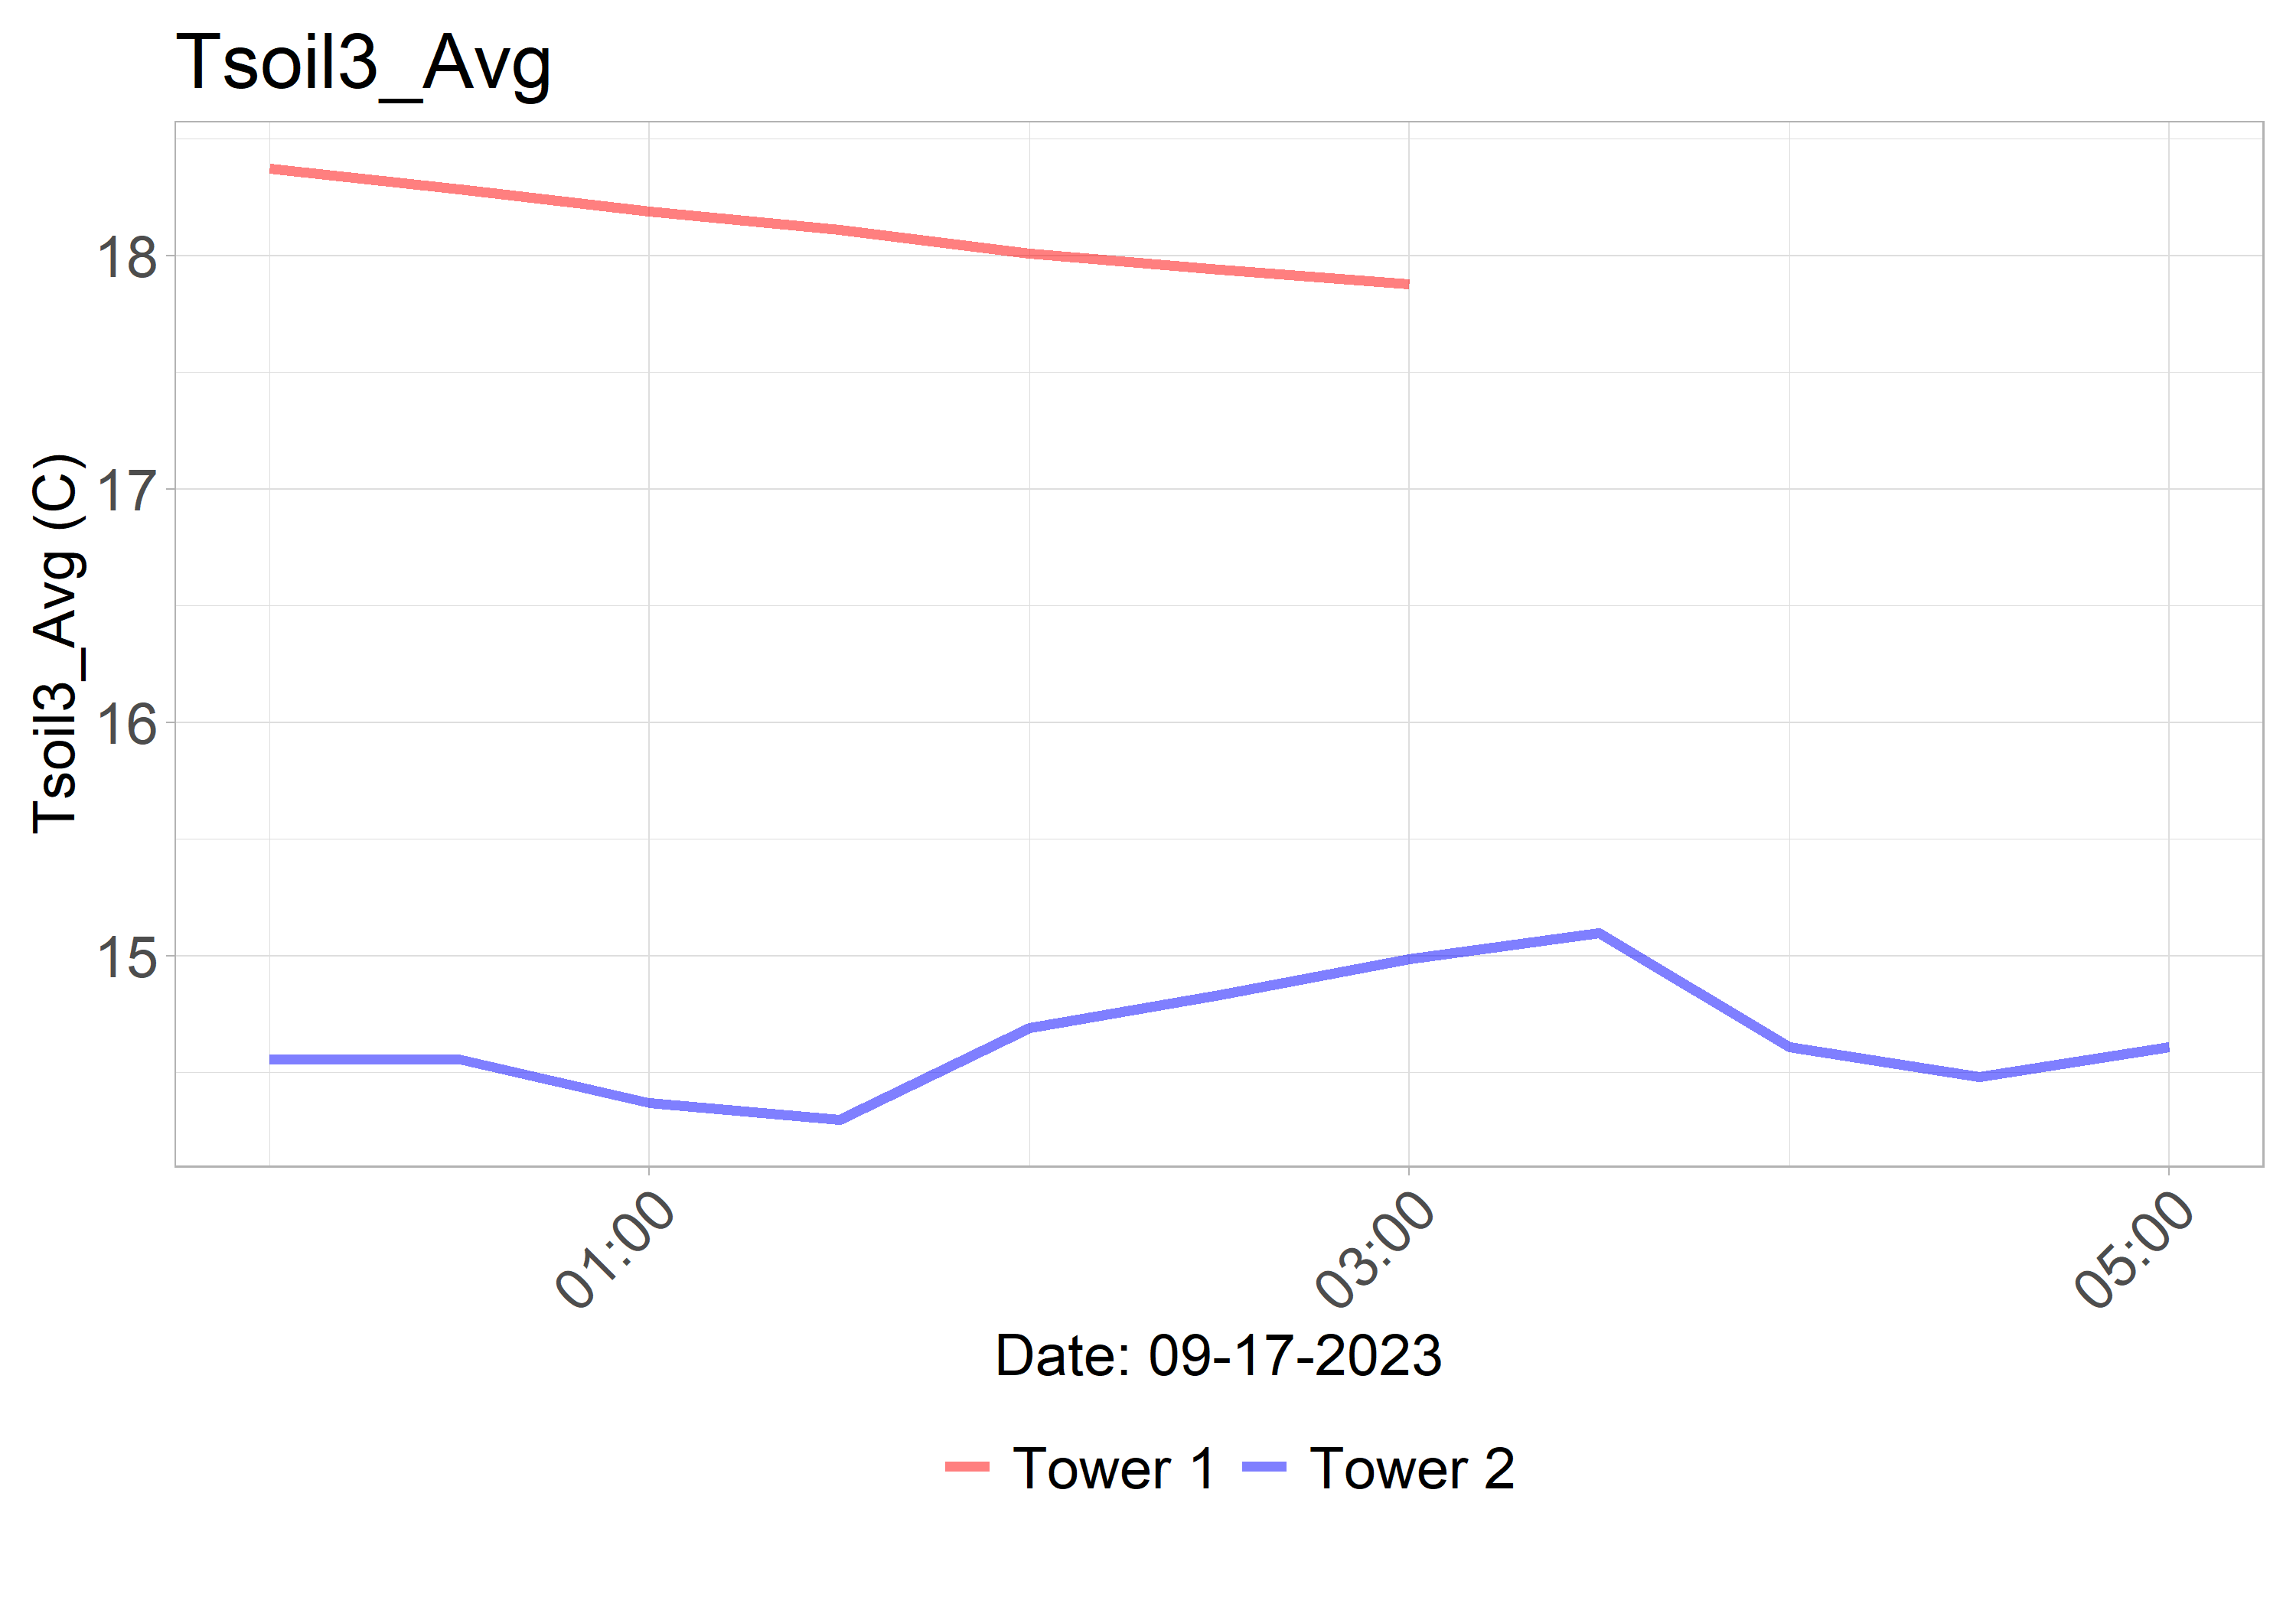 Tsoil3_Avg
Tsoil3_Avg (C)
18
17
16
15
01:00
03:00
05:00
Date: 09-17-2023
Tower 1
Tower 2